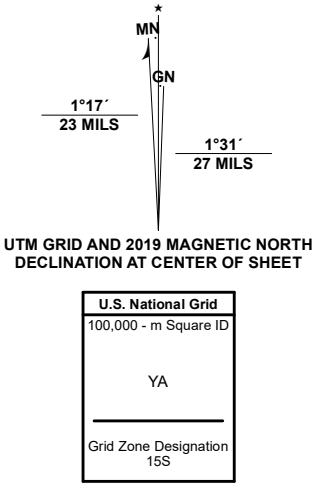 MN
GN
1°17´
23 MILS
1°31´
27 MILS
UTM GRID AND 2019 MAGNETIC NORTH
DECLINATION AT CENTER OF SHEET
U.S. National Grid
100,000 - m Square ID
YA
Grid Zone Designation
15S